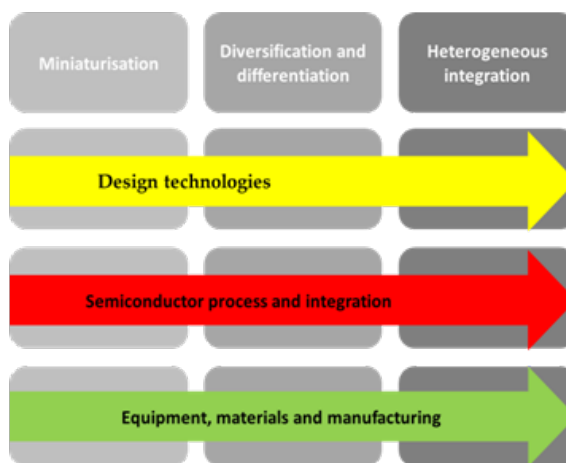 Miniaturisation
Diversification and
differentiation
Heterogeneous
integration
Design technologies
Semiconductor process and integration
Equipment, materials and manufacturing